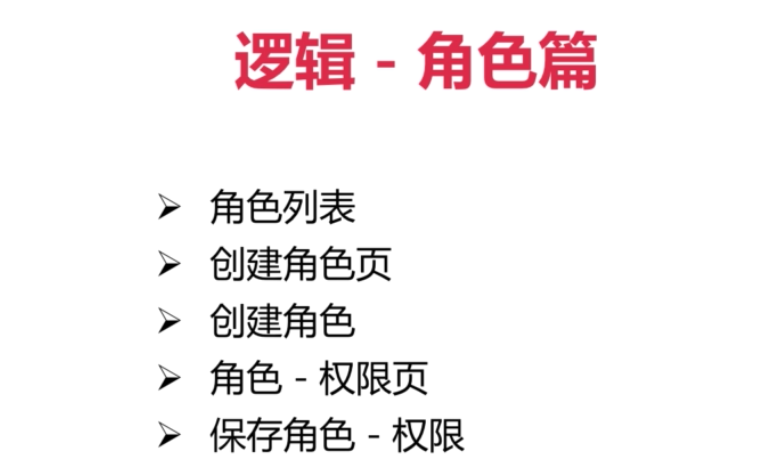 逻辑 - 角色篇
角色列表
创建角色页
创建角色
角色 - 权限页
保存角色 - 权限